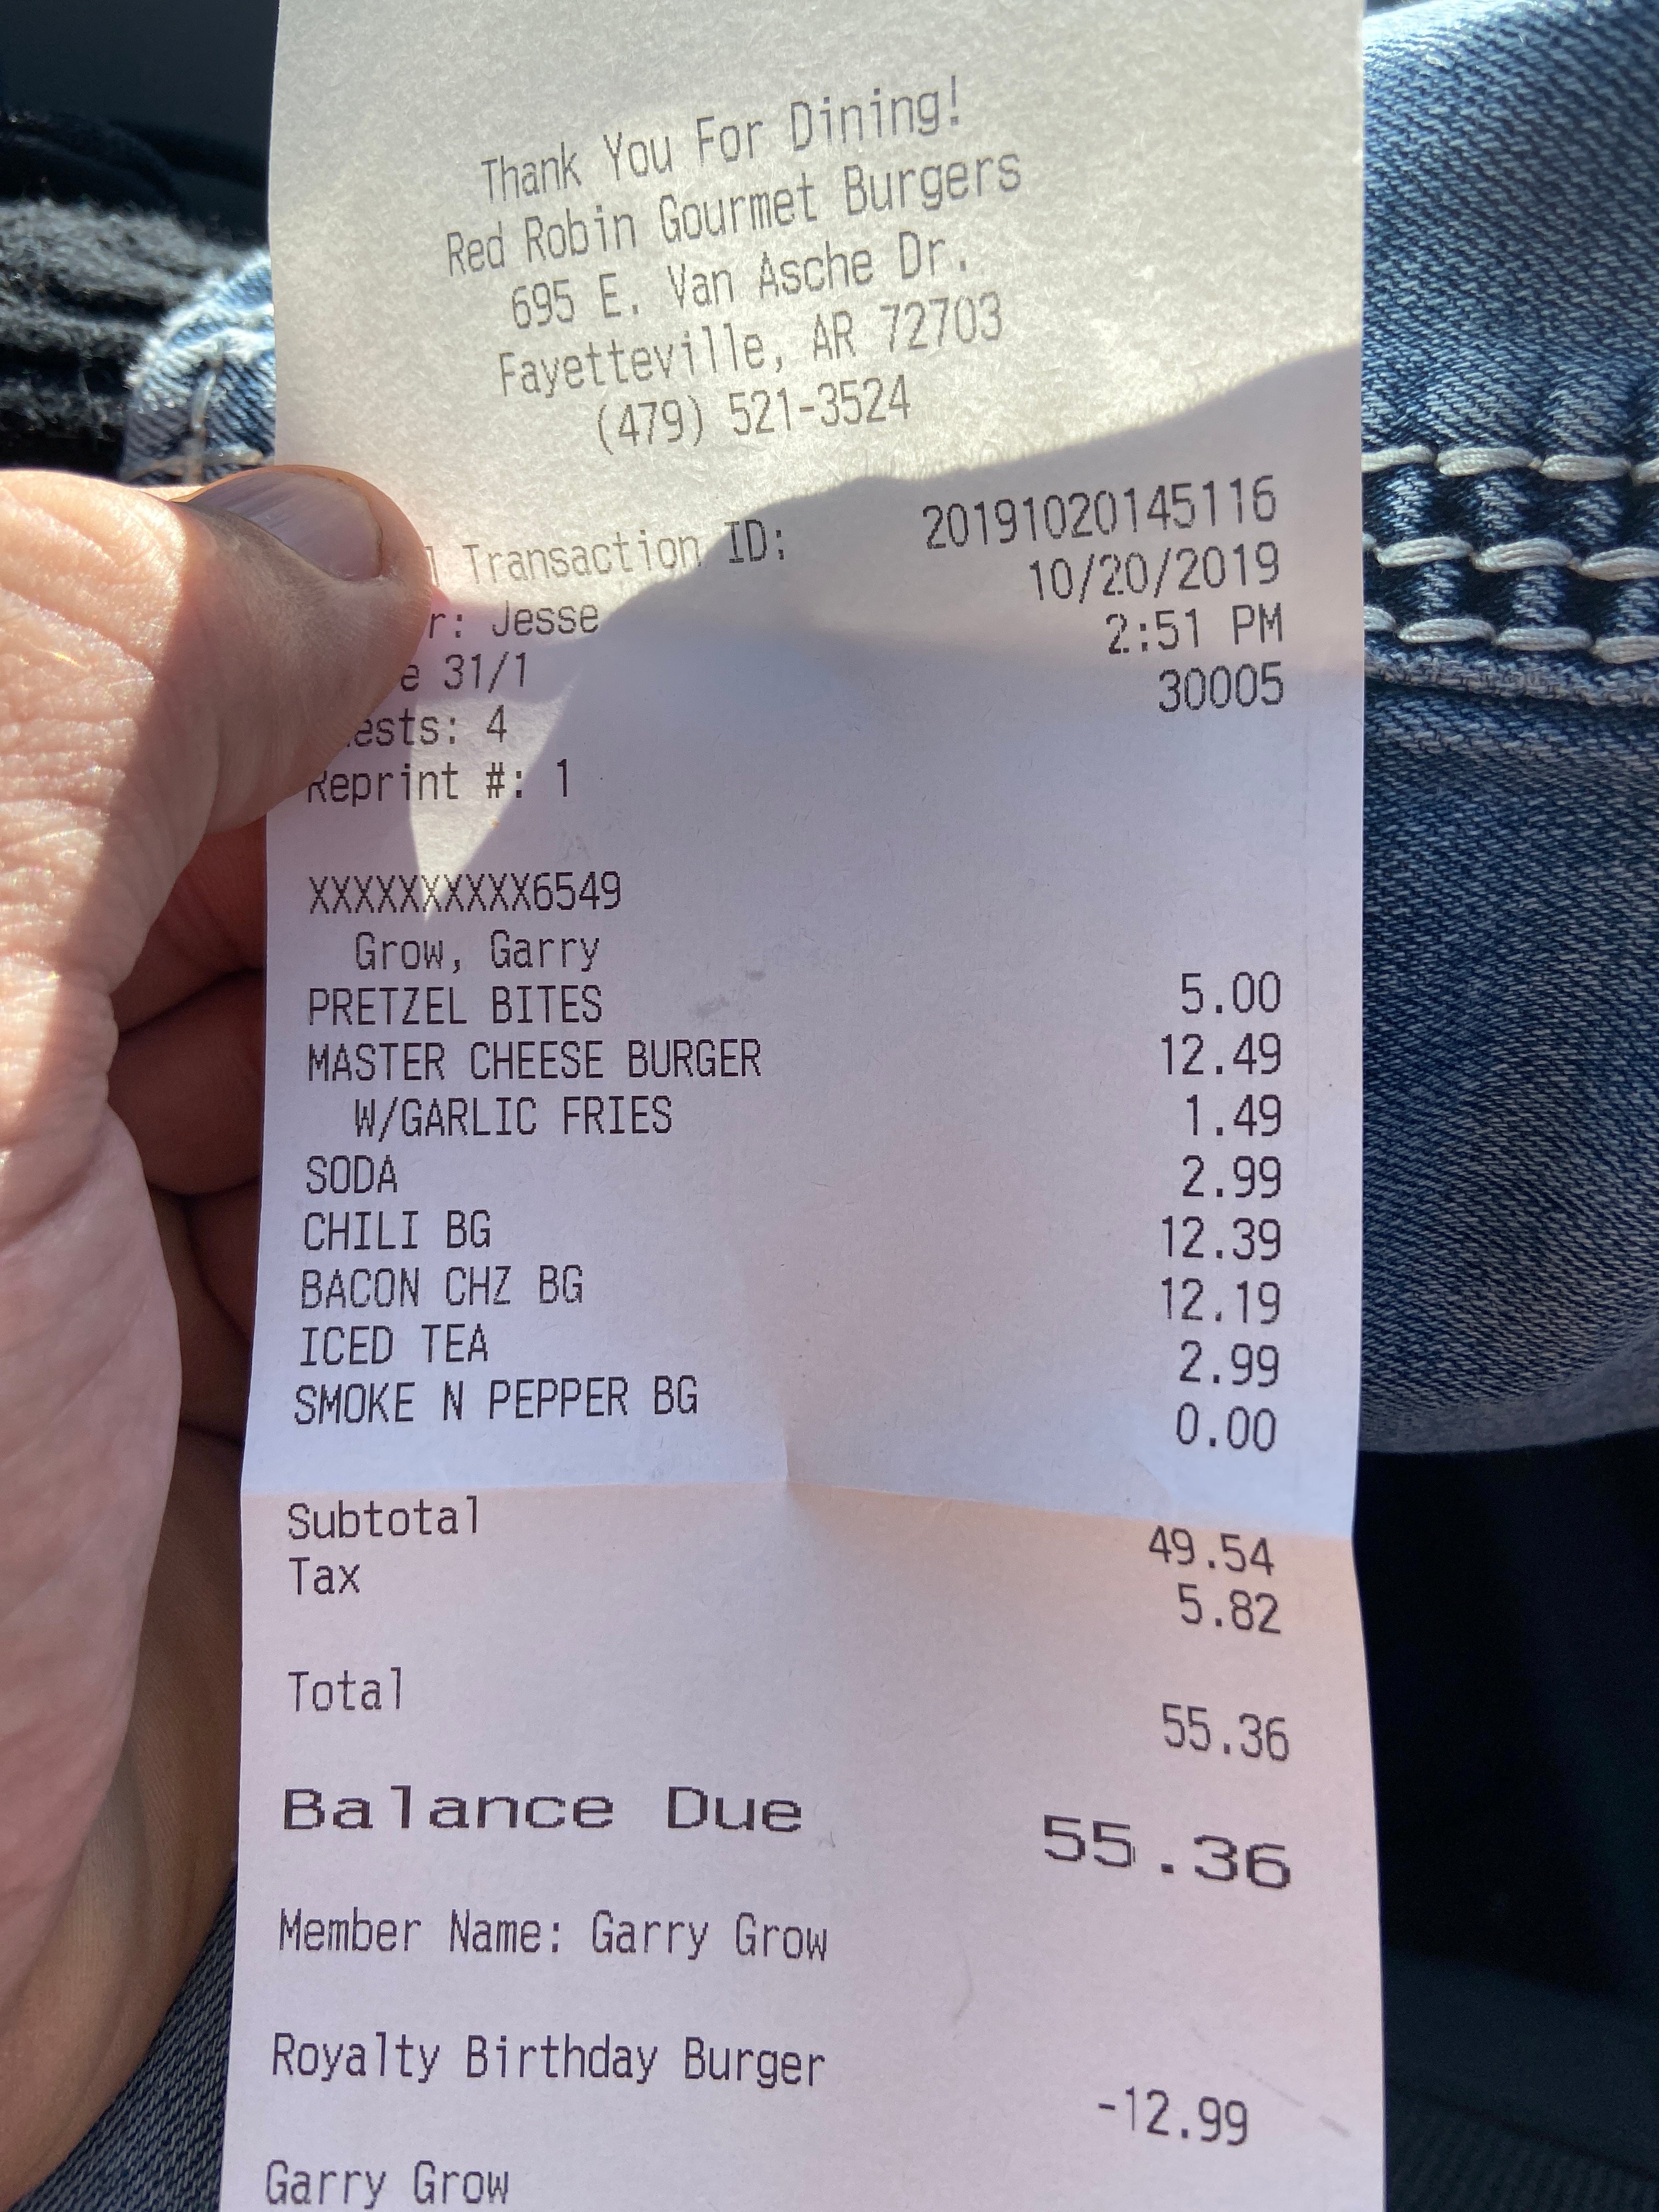 Thank You For Dining!
Red Robin Gourmet Burgers
695 E. Van Asche Dr.
Fayetteville, AR 72703
(479) 521-3524
Transaction ID: 20191020145116
Jesse 10/20/2019
31/1 2:51 PM
4 30005
Reprint #: 1
XXXXXXXXXX6549
Grow, Garry
PRETZEL BITES 5.00
MASTER CHEESE BURGER 12.49
W/GARLIC FRIES 1.49
SODA 2.99
CHILI BG 12.39
BACON CHZ BG 12.19
ICED TEA 2.99
SMOKE N PEPPER BG 0.00
Subtotal 49.54
Tax 5.82
Total 55.36
Balance Due 55.36
Member Name: Garry Grow
Royalty Birthday Burger -12.99
Garry Grow